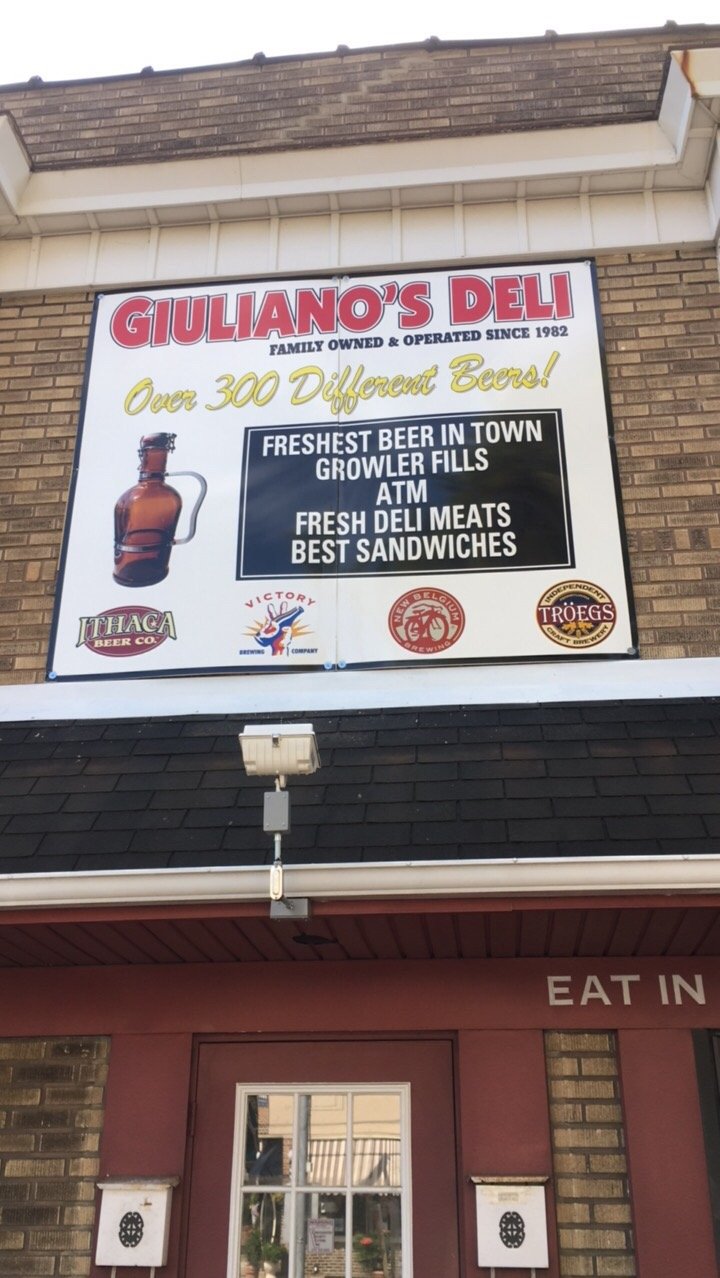 GIULIANO'S DELI
FAMILY OWNED & OPERATED SINCE 1982
Over 300 Different Beers!
FRESHEST BEER IN TOWN
GROWLER FILLS
ATM
FRESH DELI MEATS
BEST SANDWICHES
ITHACA
BEER CO.
VICTORY
BREWING COMPANY
NEW BELGIUM
BREWING
INDEPENDENT
TRÖEGS
CRAFT BREWERY
EAT IN